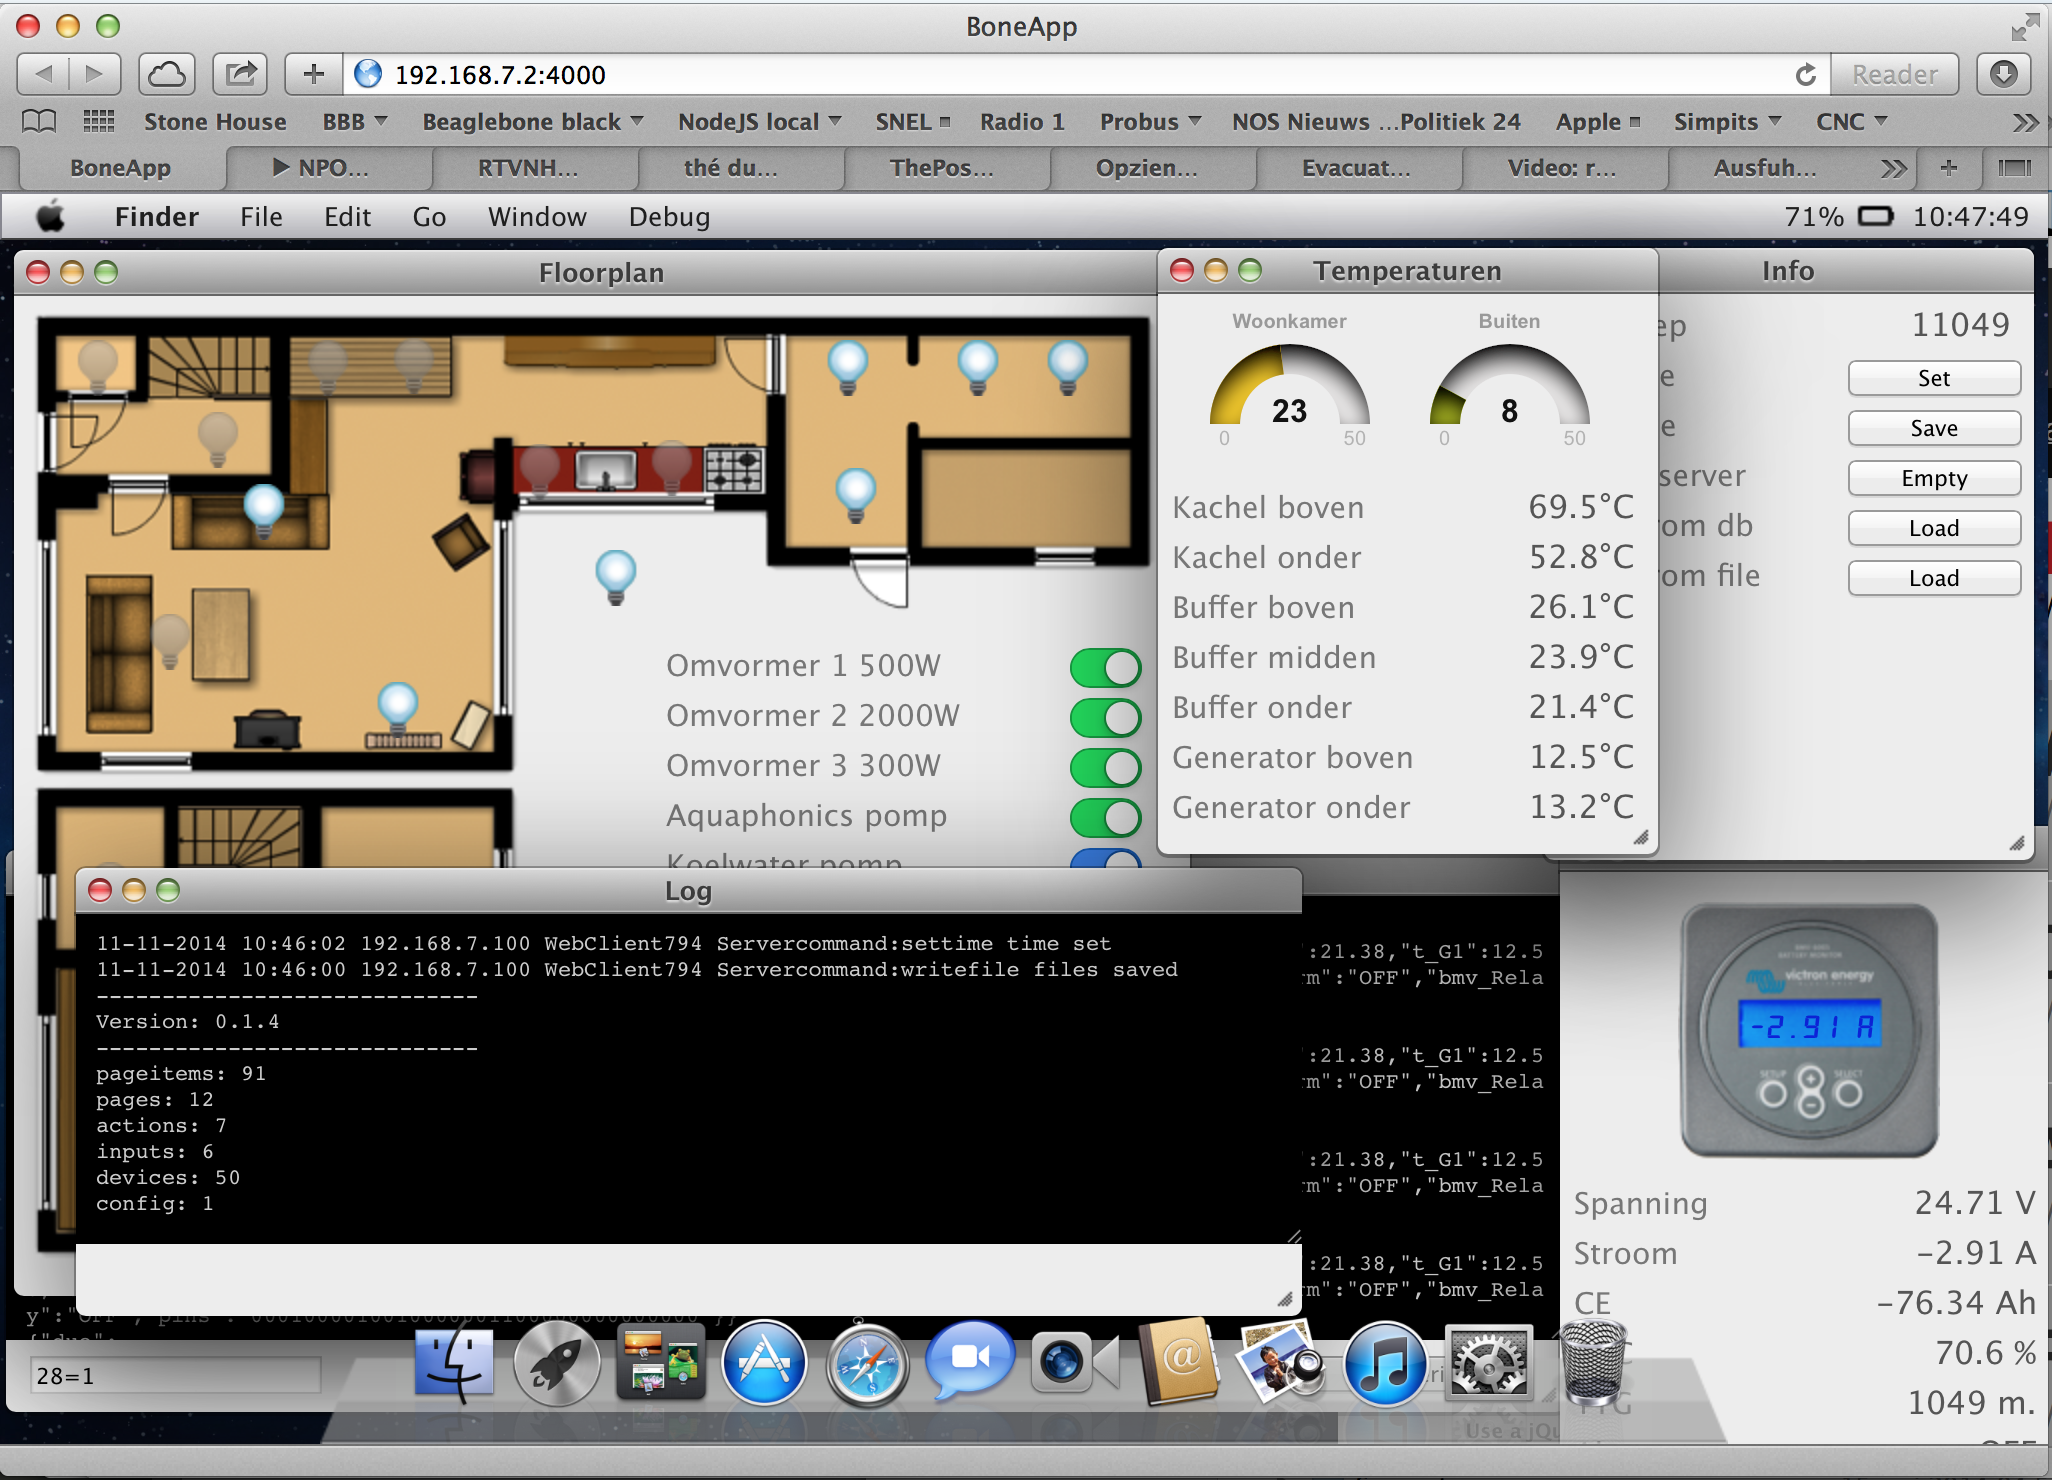 BoneApp
192.168.7.2:4000
Reader
Stone House BBB Beaglebone black NodeJS local SNEL Radio 1 Probus NOS Nieuws ...Politiek 24 Apple Simpits CNC
BoneApp NPO... RTVNH... thé du... ThePos... Opzien... Evacuat... Video: r... Ausfuh...
Finder File Edit Go Window Debug 71% 10:47:49
Floorplan
Omvormer 1 500W
Omvormer 2 2000W
Omvormer 3 300W
Aquaphonics pomp
Koelwater pomp
Temperaturen
Woonkamer Buiten
23 8
0 50 0 50
Kachel boven 69.5°C
Kachel onder 52.8°C
Buffer boven 26.1°C
Buffer midden 23.9°C
Buffer onder 21.4°C
Generator boven 12.5°C
Generator onder 13.2°C
Info
ep 11049
e Set
e Save
server Empty
om db Load
om file Load
Log
11-11-2014 10:46:02 192.168.7.100 WebClient794 Servercommand:settime time set
11-11-2014 10:46:00 192.168.7.100 WebClient794 Servercommand:writefile files saved
-----------------------------
Version: 0.1.4
-----------------------------
pageitems: 91
pages: 12
actions: 7
inputs: 6
devices: 50
config: 1
":21.38,"t_G1":12.5
rm":"OFF","bmv_Rela
":21.38,"t_G1":12.5
rm":"OFF","bmv_Rela
":21.38,"t_G1":12.5
rm":"OFF","bmv_Rela
":21.38,"t_G1":12.5
rm":"OFF","bmv_Rela
28=1
BATTERY MONITOR
victron energy
-2.91 A
SETUP SELECT
Spanning 24.71 V
Stroom -2.91 A
CE -76.34 Ah
70.6 %
1049 m.
Use a jQu